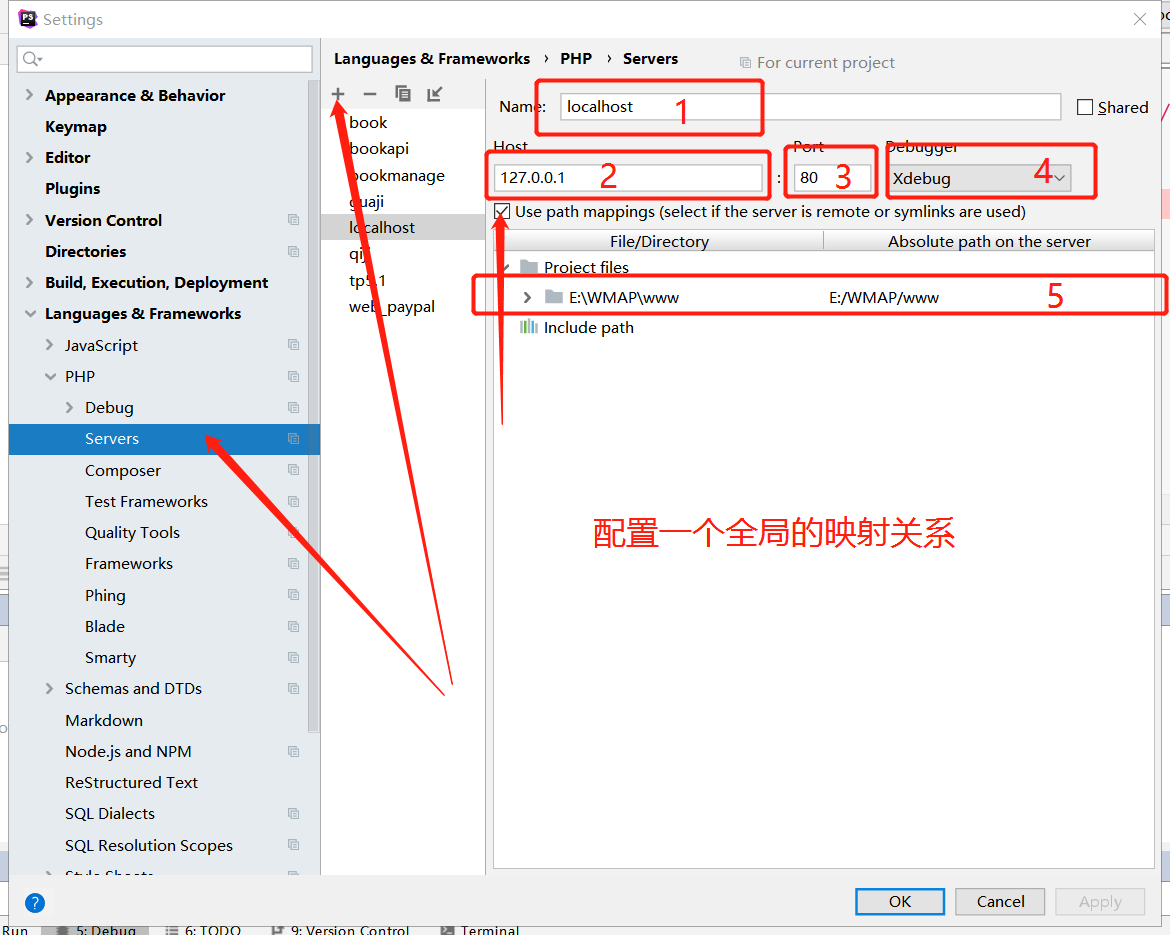 PS Settings
Languages & Frameworks › PHP › Servers For current project
Appearance & Behavior
Keymap
Editor
Plugins
Version Control
Directories
Build, Execution, Deployment
Languages & Frameworks
JavaScript
PHP
Debug
Servers
Composer
Test Frameworks
Quality Tools
Frameworks
Phing
Blade
Smarty
Schemas and DTDs
Markdown
Node.js and NPM
ReStructured Text
SQL Dialects
SQL Resolution Scopes
Style Sheets
book
bookapi
bookmanage
guaji
localhost
tp5.1
web_paypal
Name: localhost 1 Shared
Host Port Debugger
127.0.0.1 2 : 80 3 Xdebug 4
Use path mappings (select if the server is remote or symlinks are used)
File/Directory Absolute path on the server
Project files
E:\WMAP\www E:/WMAP/www 5
Include path
配置一个全局的映射关系
? OK Cancel Apply
Run 5: Debug 6: TODO 9: Version Control Terminal